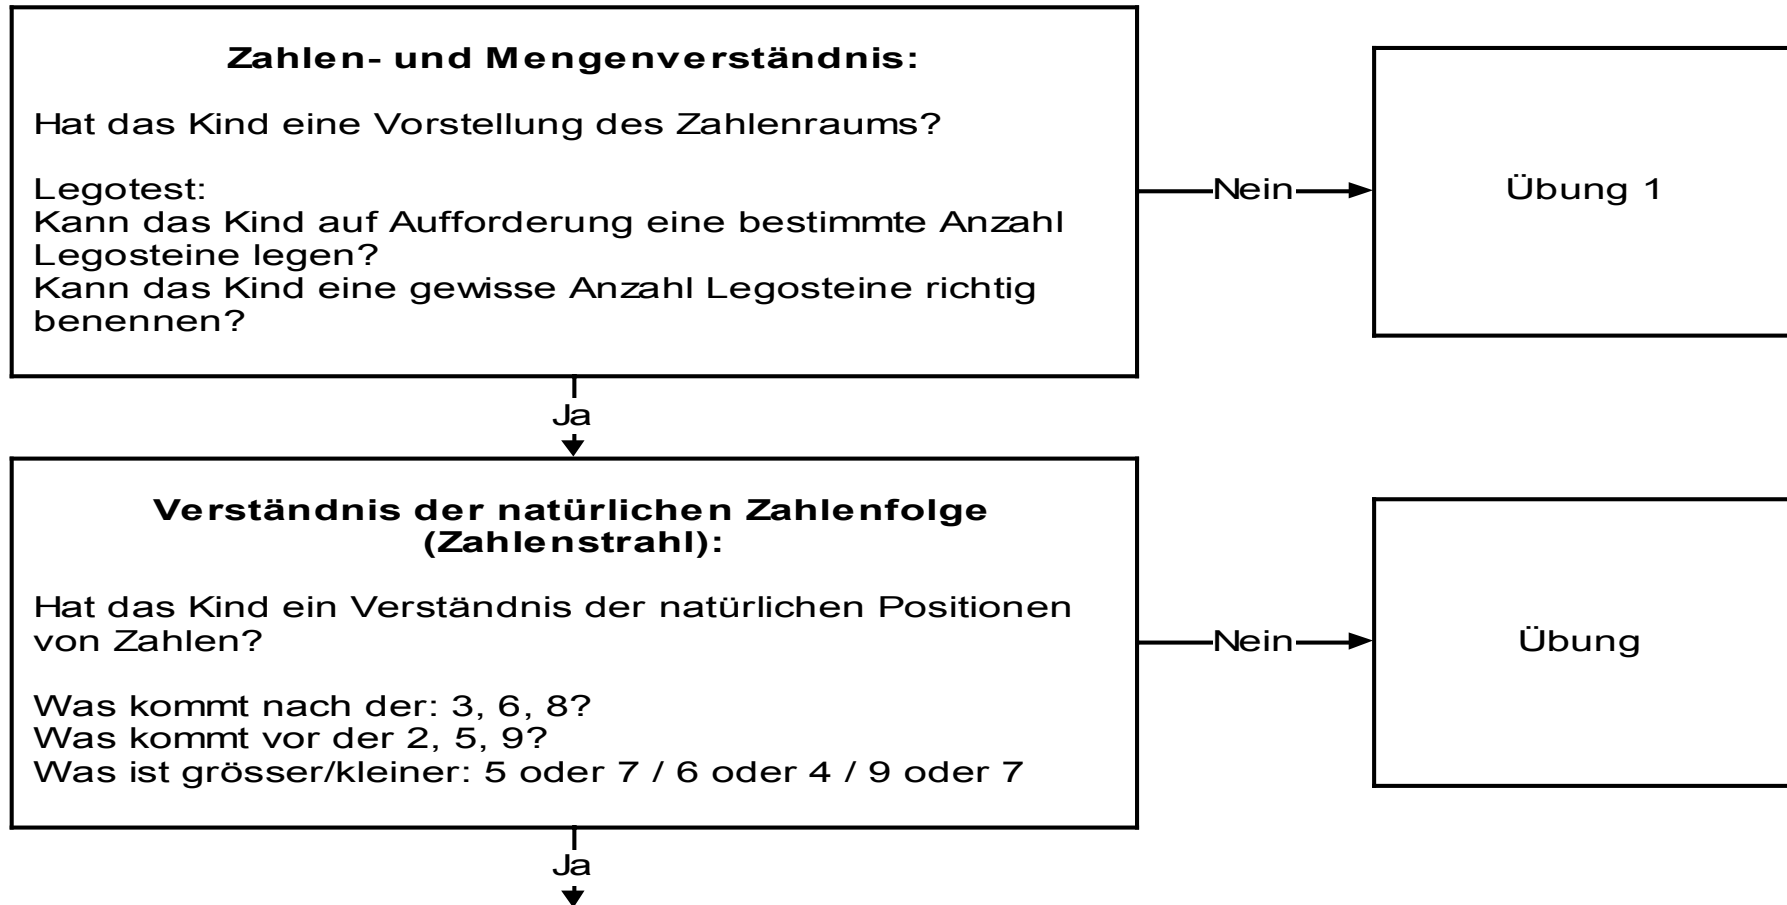 Zahlen- und Mengenverständnis:
Hat das Kind eine Vorstellung des Zahlenraums?
Legotest:
Kann das Kind auf Aufforderung eine bestimmte Anzahl
Legosteine legen?
Kann das Kind eine gewisse Anzahl Legosteine richtig
benennen?
Nein
Übung 1
Ja
Verständnis der natürlichen Zahlenfolge
(Zahlenstrahl):
Hat das Kind ein Verständnis der natürlichen Positionen
von Zahlen?
Was kommt nach der: 3, 6, 8?
Was kommt vor der 2, 5, 9?
Was ist grösser/kleiner: 5 oder 7 / 6 oder 4 / 9 oder 7
Nein
Übung
Ja